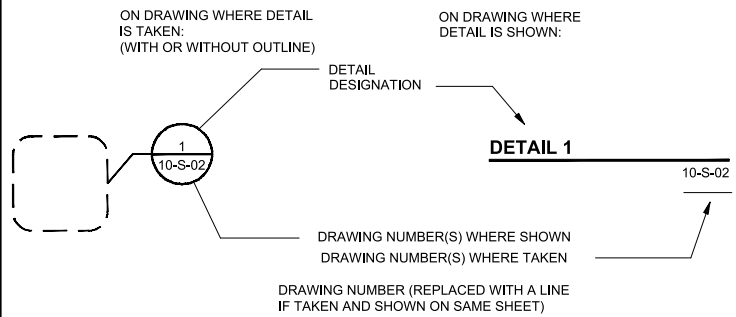 ON DRAWING WHERE DETAIL
IS TAKEN:
(WITH OR WITHOUT OUTLINE)
ON DRAWING WHERE
DETAIL IS SHOWN:
DETAIL
DESIGNATION
1
10-S-02
DETAIL 1
10-S-02
DRAWING NUMBER(S) WHERE SHOWN
DRAWING NUMBER(S) WHERE TAKEN
DRAWING NUMBER (REPLACED WITH A LINE
IF TAKEN AND SHOWN ON SAME SHEET)